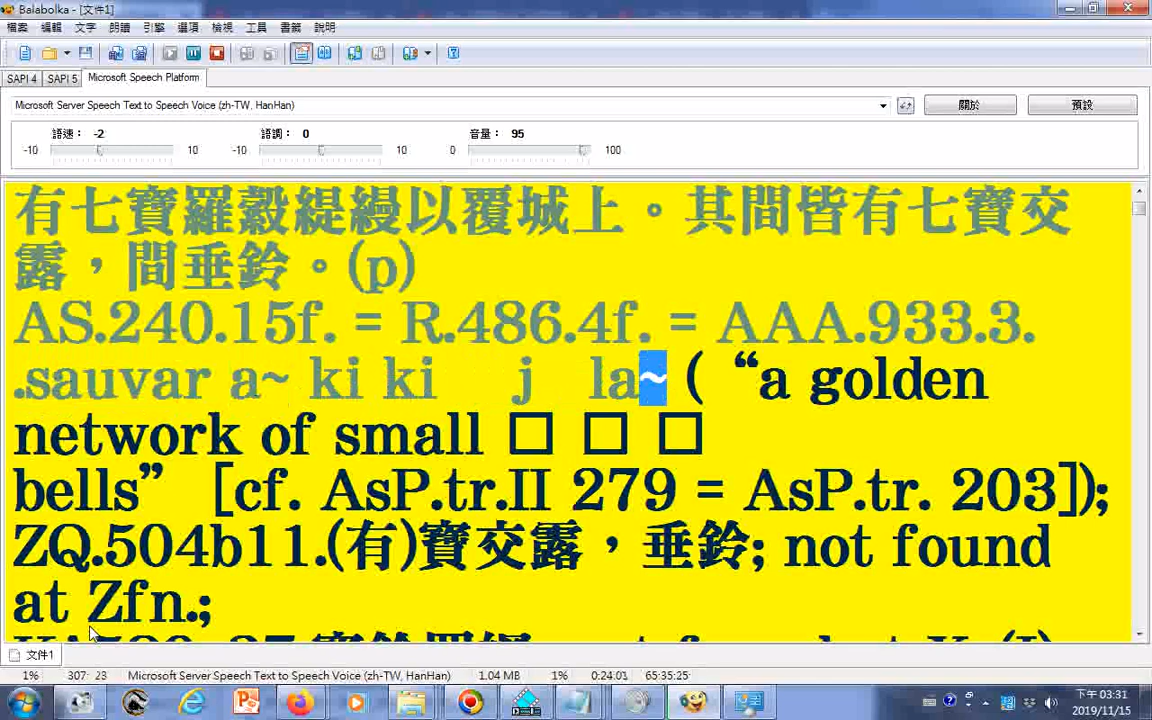 Balabolka - [文件1]
檔案 編輯 文字 朗讀 引擎 選項 檢視 工具 書籤 說明
SAPI 4 SAPI 5 Microsoft Speech Platform
Microsoft Server Speech Text to Speech Voice (zh-TW, HanHan) 關於 預設
語速： -2 語調： 0 音量： 95
-10 10 -10 10 0 100
有七寶羅縠緹縵以覆城上。其間皆有七寶交
露，間垂鈴。(p)
AS.240.15f. = R.486.4f. = AAA.933.3.
.sauvar a~ ki ki j la~ ( “a golden
network of small □ □ □
bells” [cf. AsP.tr.II 279 = AsP.tr. 203]);
ZQ.504b11.(有)寶交露，垂鈴; not found
at Zfn.;
文件1
1% 307: 23 Microsoft Server Speech Text to Speech Voice (zh-TW, HanHan) 1.04 MB 1% 0:24:01 65:35:25
下午 03:31
2019/11/15